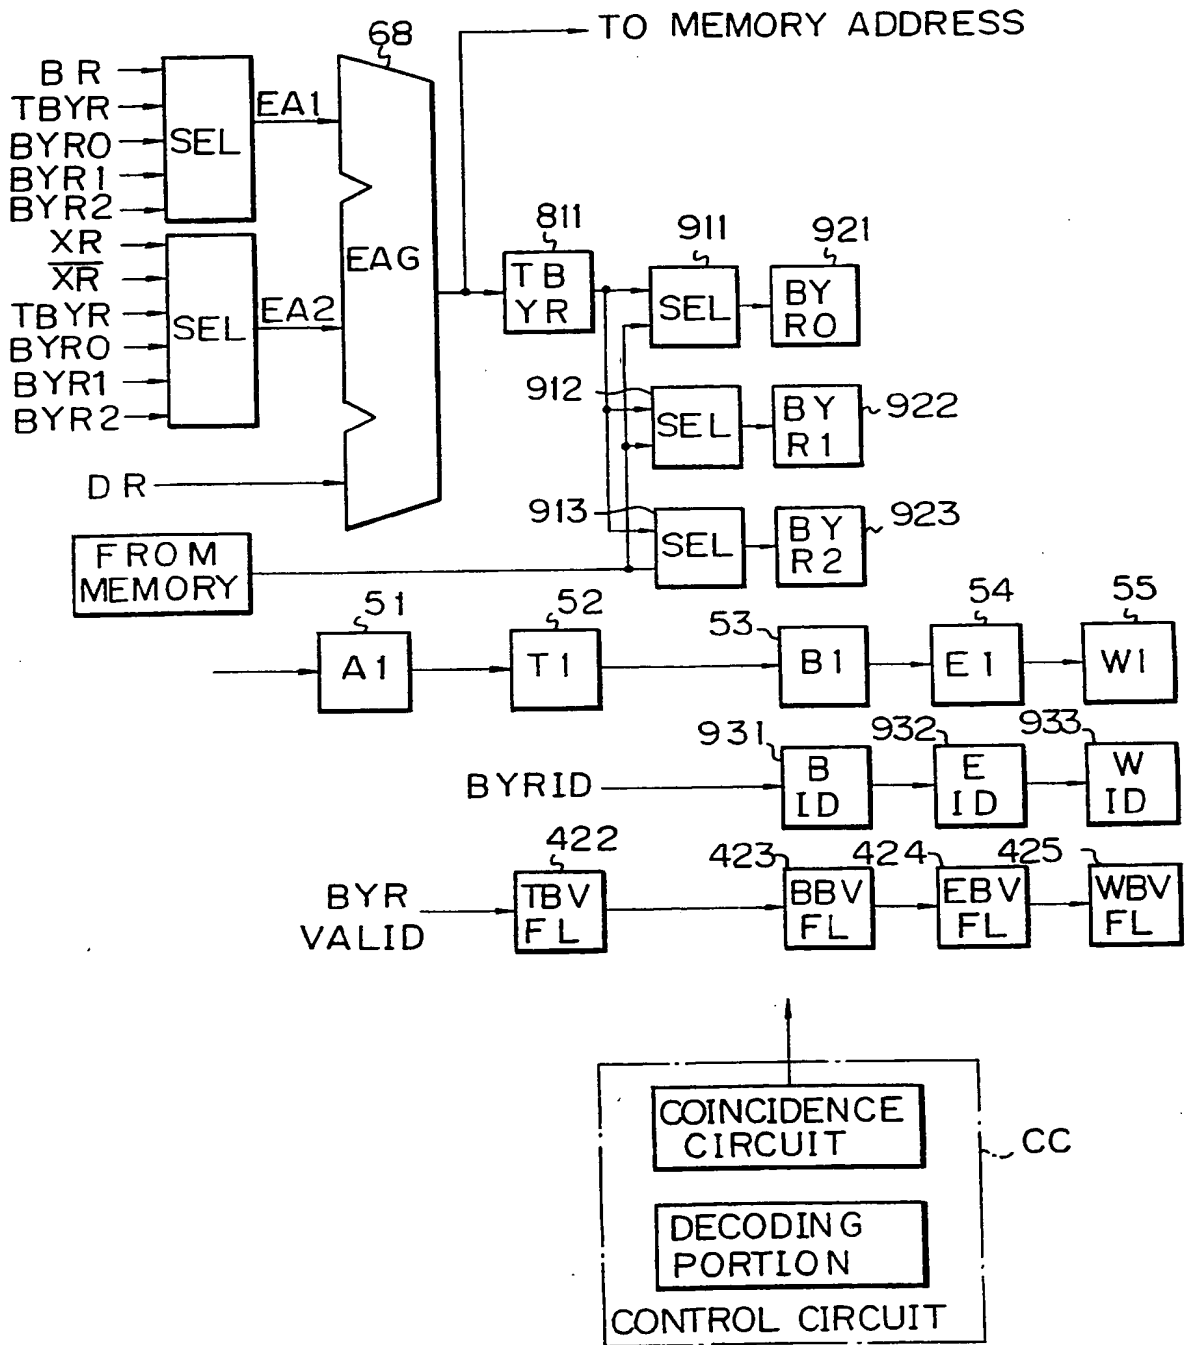 TO MEMORY ADDRESS
68
BR
TBYR
BYR0
BYR1
BYR2
SEL
EA1
XR
X̅R̅
TBYR
BYR0
BYR1
BYR2
SEL
EA2
EAG
DR
811
TB
YR
911
SEL
921
BY
R0
912
SEL
BY
R1
922
913
SEL
BY
R2
923
FROM
MEMORY
51
A1
52
T1
53
B1
54
E1
55
W1
BYRID
931
B
ID
932
E
ID
933
W
ID
BYR
VALID
422
TBV
FL
423
BBV
FL
424
EBV
FL
425
WBV
FL
COINCIDENCE
CIRCUIT
CC
DECODING
PORTION
CONTROL CIRCUIT